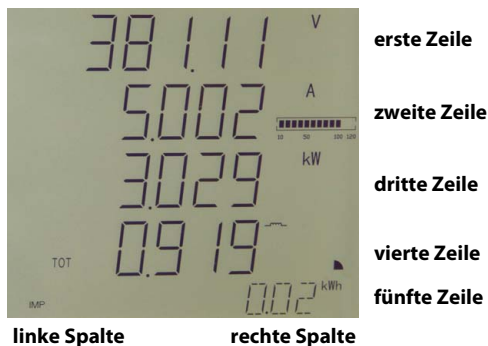 381.11 V erste Zeile
5.002 A zweite Zeile
10 50 100 120
3.029 kW dritte Zeile
TOT 0.919 vierte Zeile
IMP 0.02 kWh fünfte Zeile
linke Spalte rechte Spalte